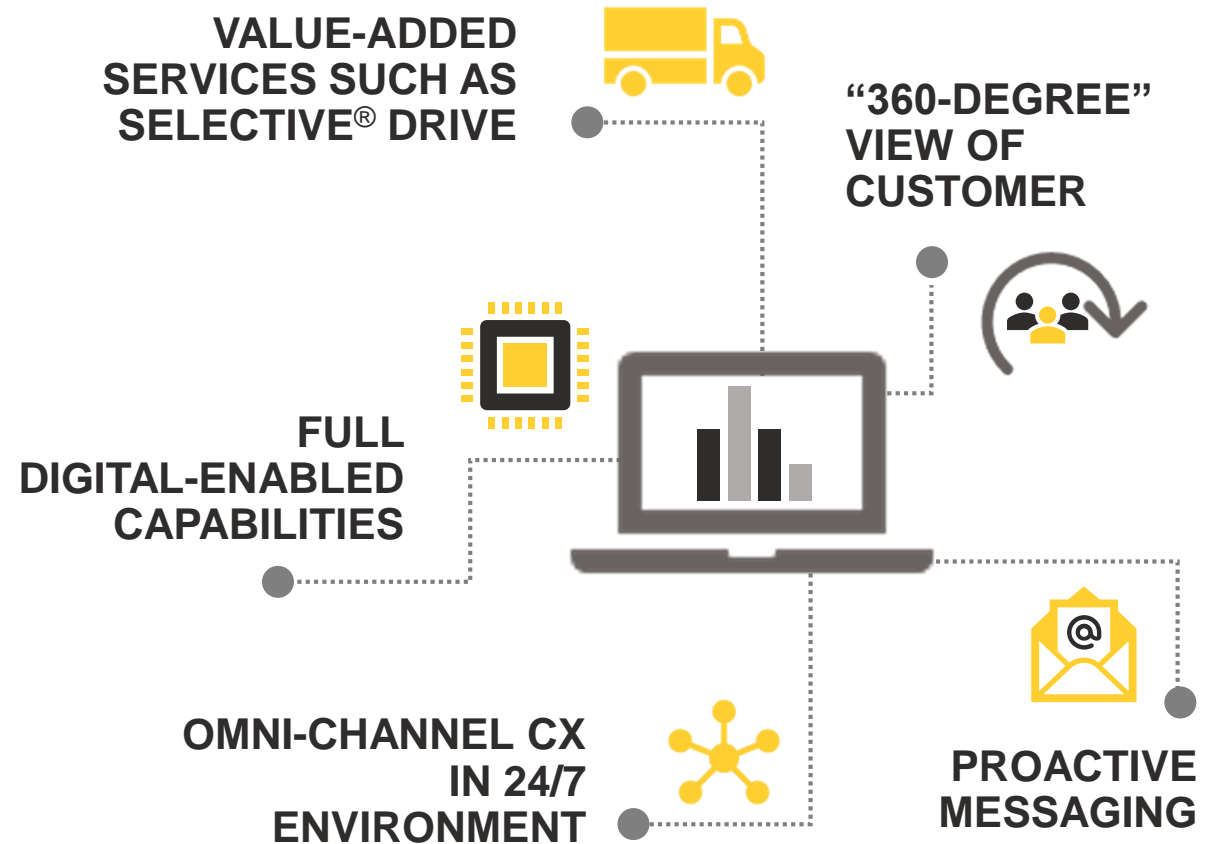 VALUE-ADDED
SERVICES SUCH AS
SELECTIVE® DRIVE
“360-DEGREE”
VIEW OF
CUSTOMER
FULL
DIGITAL-ENABLED
CAPABILITIES
@
OMNI-CHANNEL CX
IN 24/7
ENVIRONMENT
PROACTIVE
MESSAGING